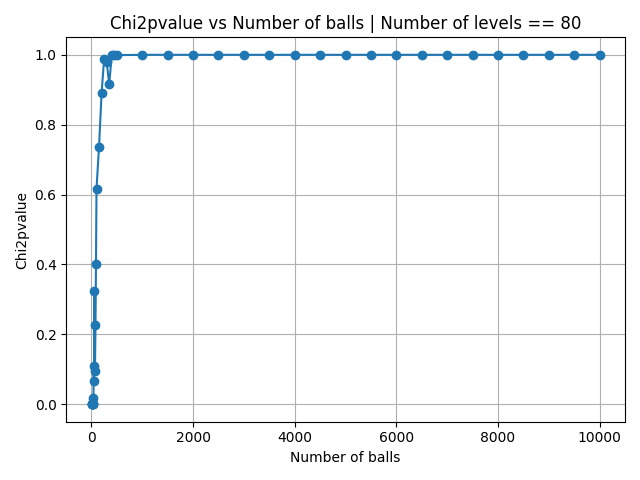 Chi2pvalue vs Number of balls | Number of levels == 80
1.0
0.8
0.6
0.4
0.2
0.0
Chi2pvalue
0 2000 4000 6000 8000 10000
Number of balls